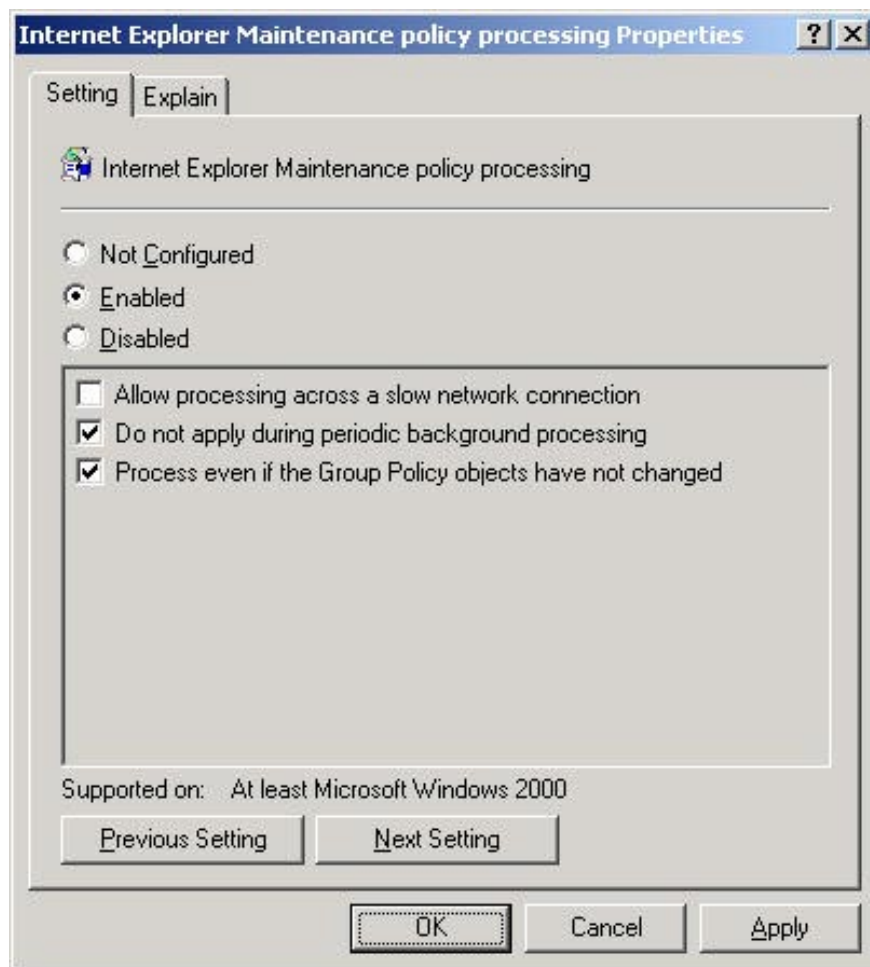 Internet Explorer Maintenance policy processing Properties
Setting Explain
Internet Explorer Maintenance policy processing
Not Configured
Enabled
Disabled
Allow processing across a slow network connection
Do not apply during periodic background processing
Process even if the Group Policy objects have not changed
Supported on: At least Microsoft Windows 2000
Previous Setting Next Setting
OK Cancel Apply